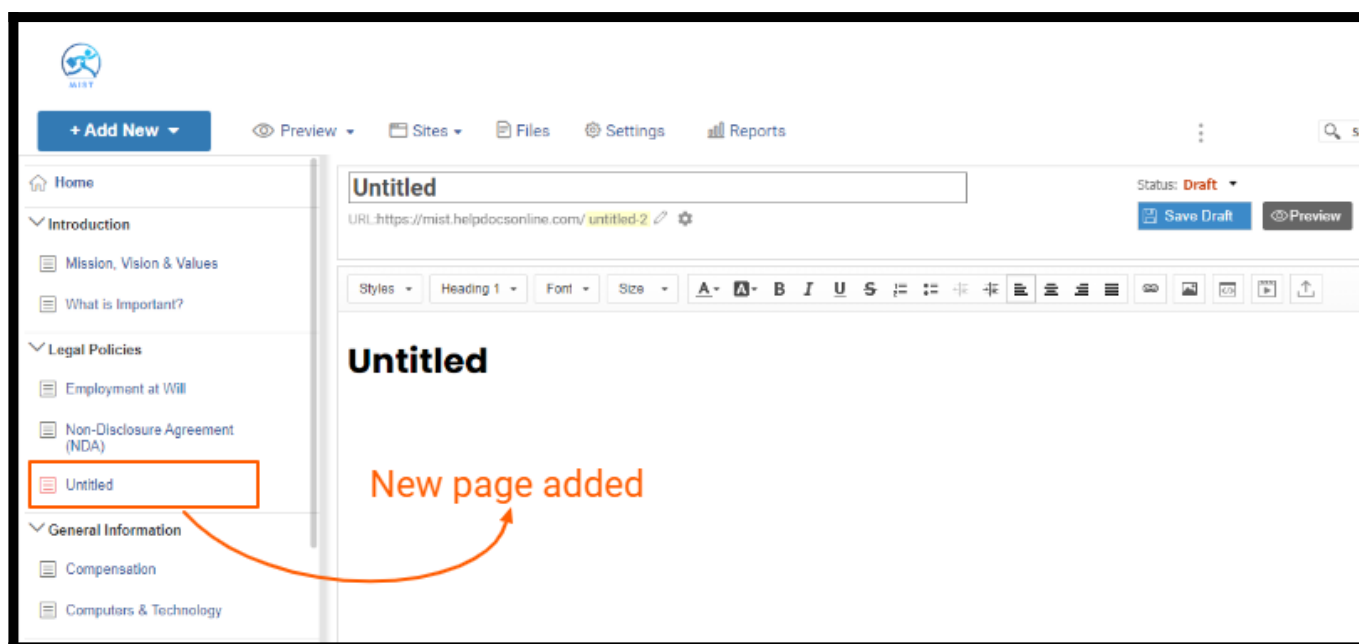 MIST
+ Add New
Preview
Sites
Files
Settings
Reports
s
Home
Introduction
Mission, Vision & Values
What is Important?
Legal Policies
Employment at Will
Non-Disclosure Agreement
(NDA)
Untitled
General Information
Compensation
Computers & Technology
Untitled
URL:https://mist.helpdocsonline.com/ untitled-2
Status: Draft
Save Draft
Preview
Styles
Heading 1
Font
Size
A
A
B
I
U
S
Untitled
New page added